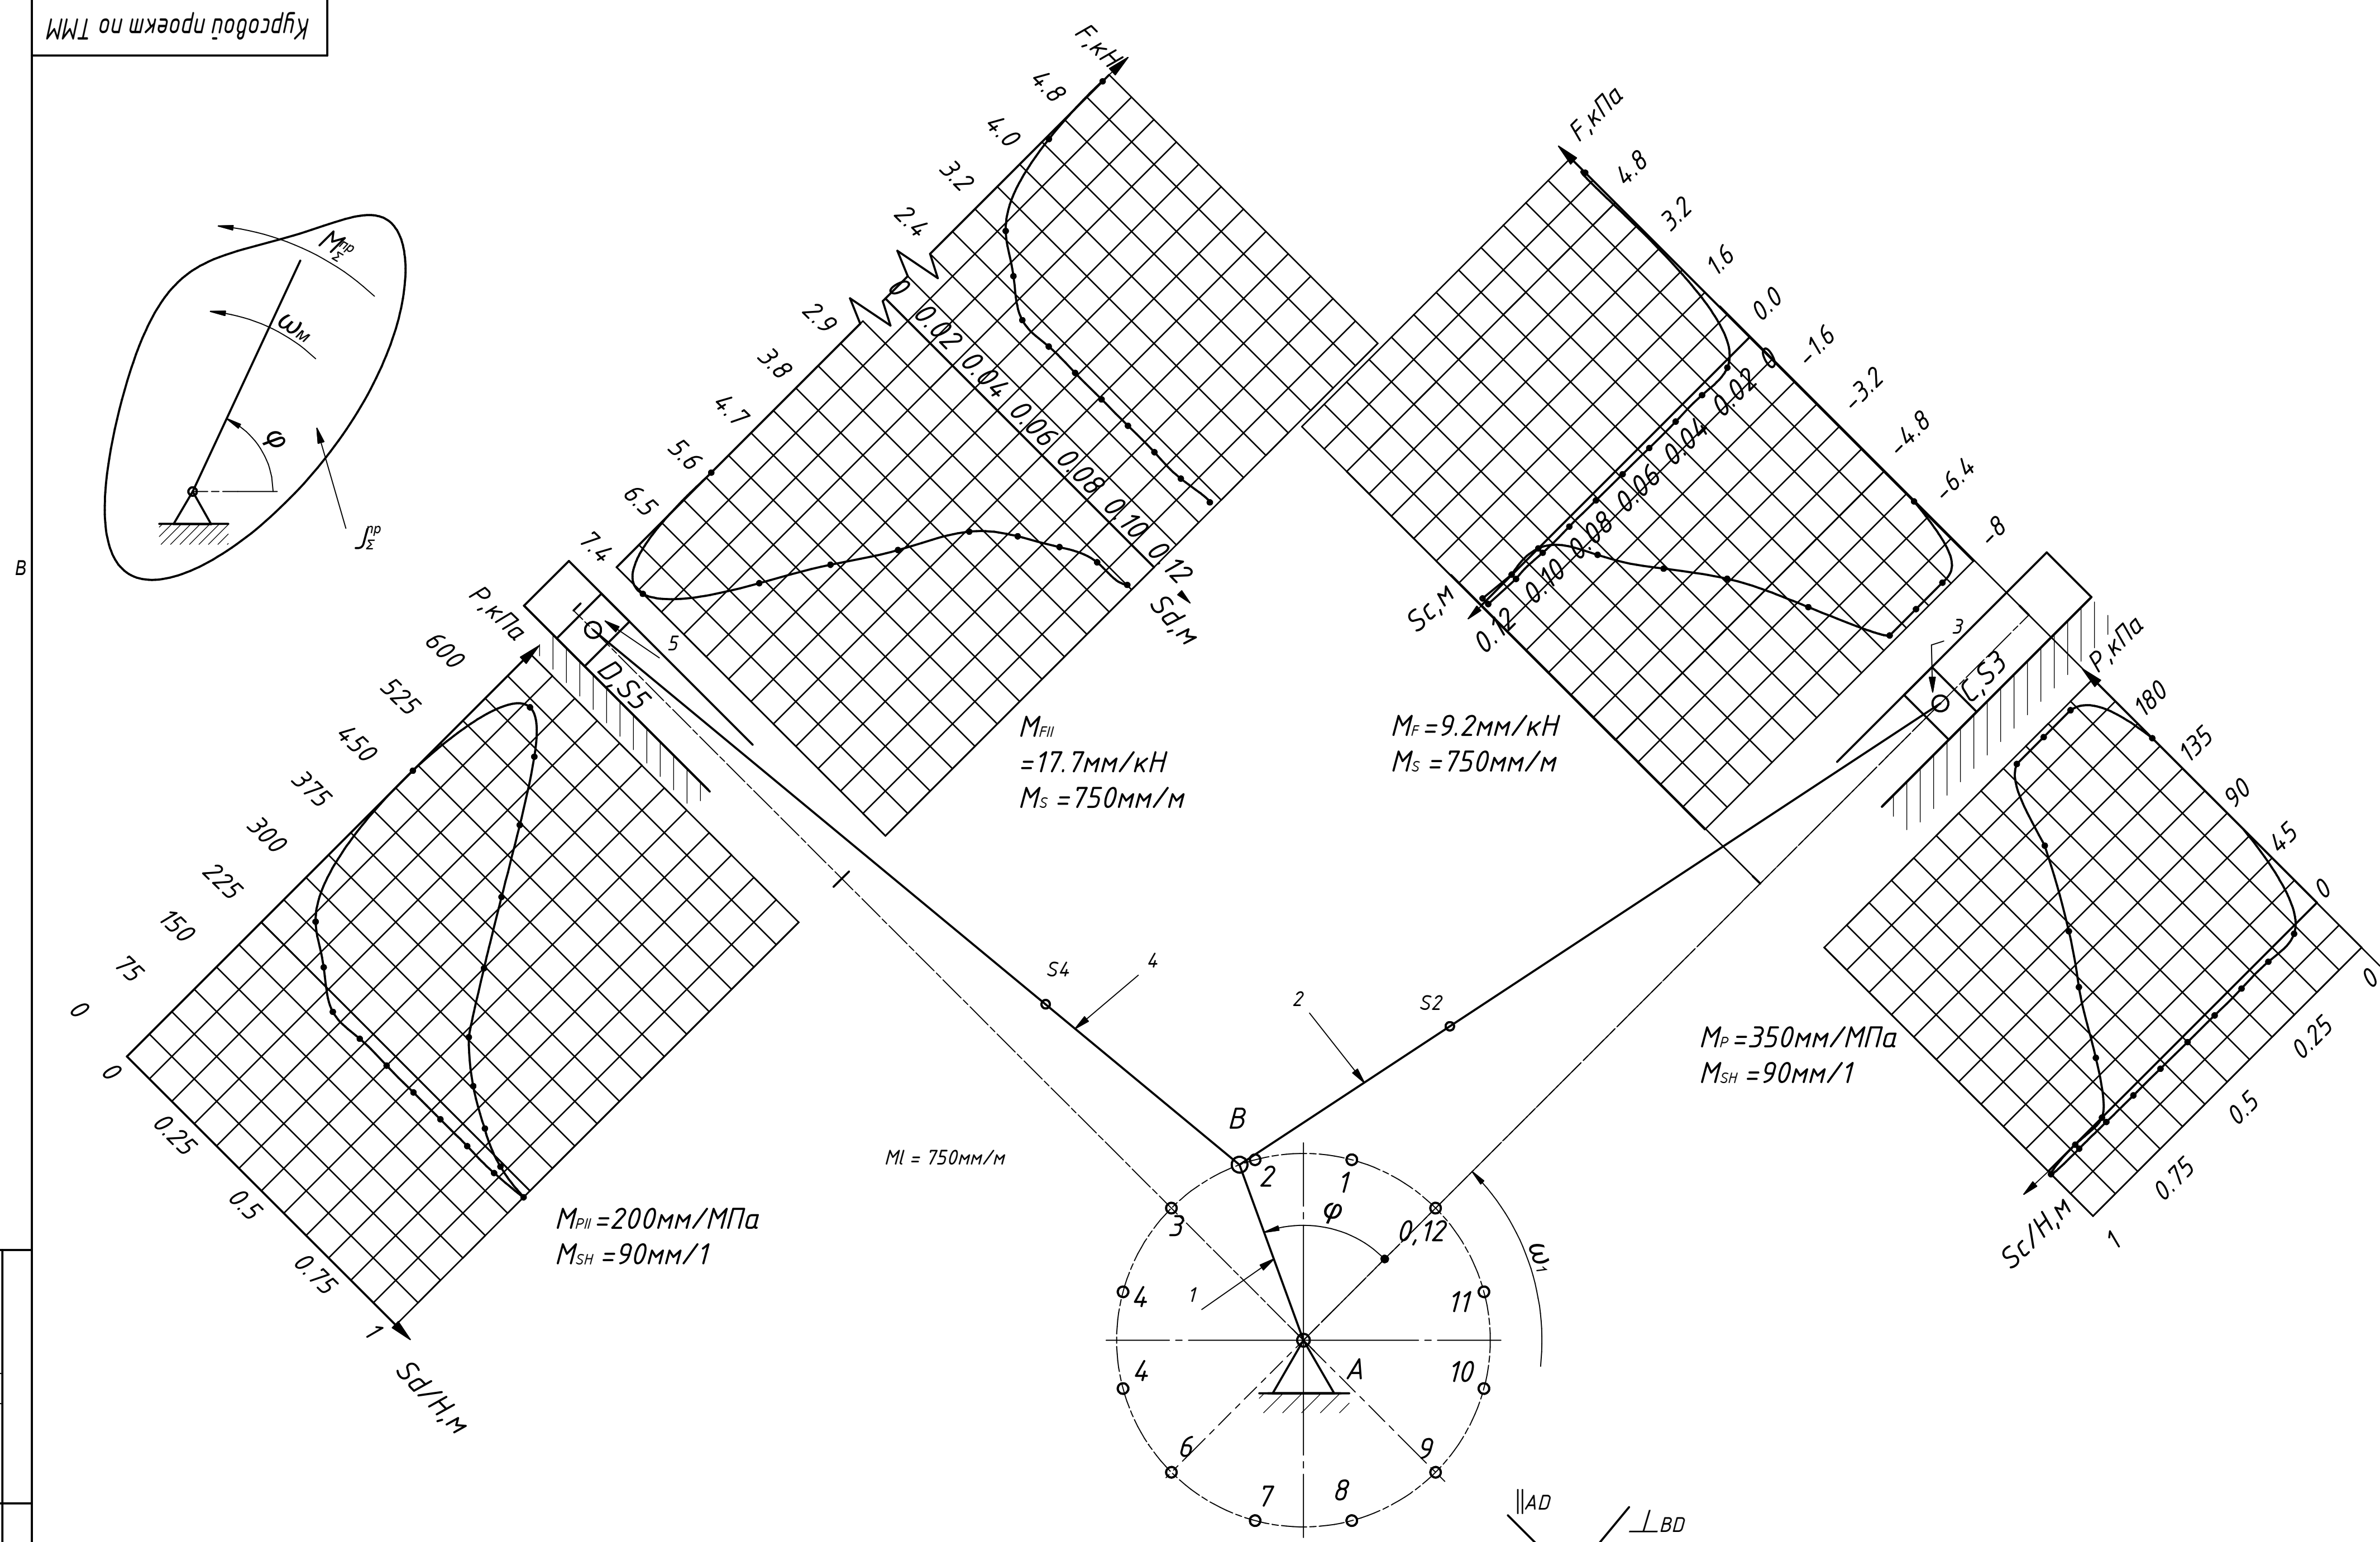 Курсовой проект по ТММ
B
Mпр Σ
ωм
φ
Jпр Σ
F,кН
4.8
4.0
3.2
2.4
2.9
3.8
4.7
5.6
6.5
7.4
0
0.02
0.04
0.06
0.08
0.10
0.12
Sd,м
MFII
=17.7мм/кН
MS =750мм/м
F,кПа
4.8
3.2
1.6
0.0
-1.6
-3.2
-4.8
-6.4
-8
0
0.02
0.04
0.06
0.08
0.10
0.12
Sc,м
MF =9.2мм/кН
MS =750мм/м
P,кПа
600
525
450
375
300
225
150
75
0
0
0.25
0.5
0.75
1
Sd/H,м
MPII =200мм/МПа
MSH =90мм/1
D,S5
5
C,S3
3
P,кПа
180
135
90
45
0
0
0.25
0.5
0.75
1
Sc/H,м
MP =350мм/МПа
MSH =90мм/1
S4
4
2
S2
B
Ml = 750мм/м
2
1
3
φ
0,12
ω1
1
4
11
4
A
10
6
9
7
8
||AD
⊥BD